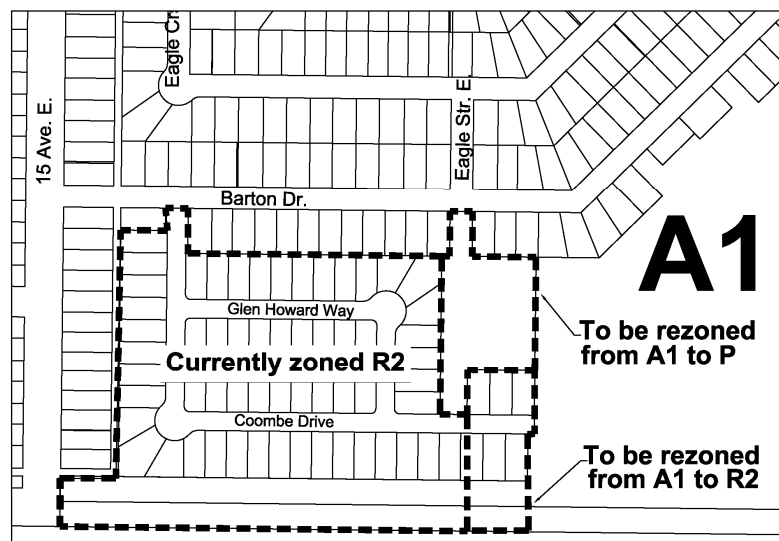 Eagle Cr
15 Ave. E.
Eagle Str. E.
Barton Dr.
A1
Glen Howard Way
To be rezoned
from A1 to P
Currently zoned R2
Coombe Drive
To be rezoned
from A1 to R2